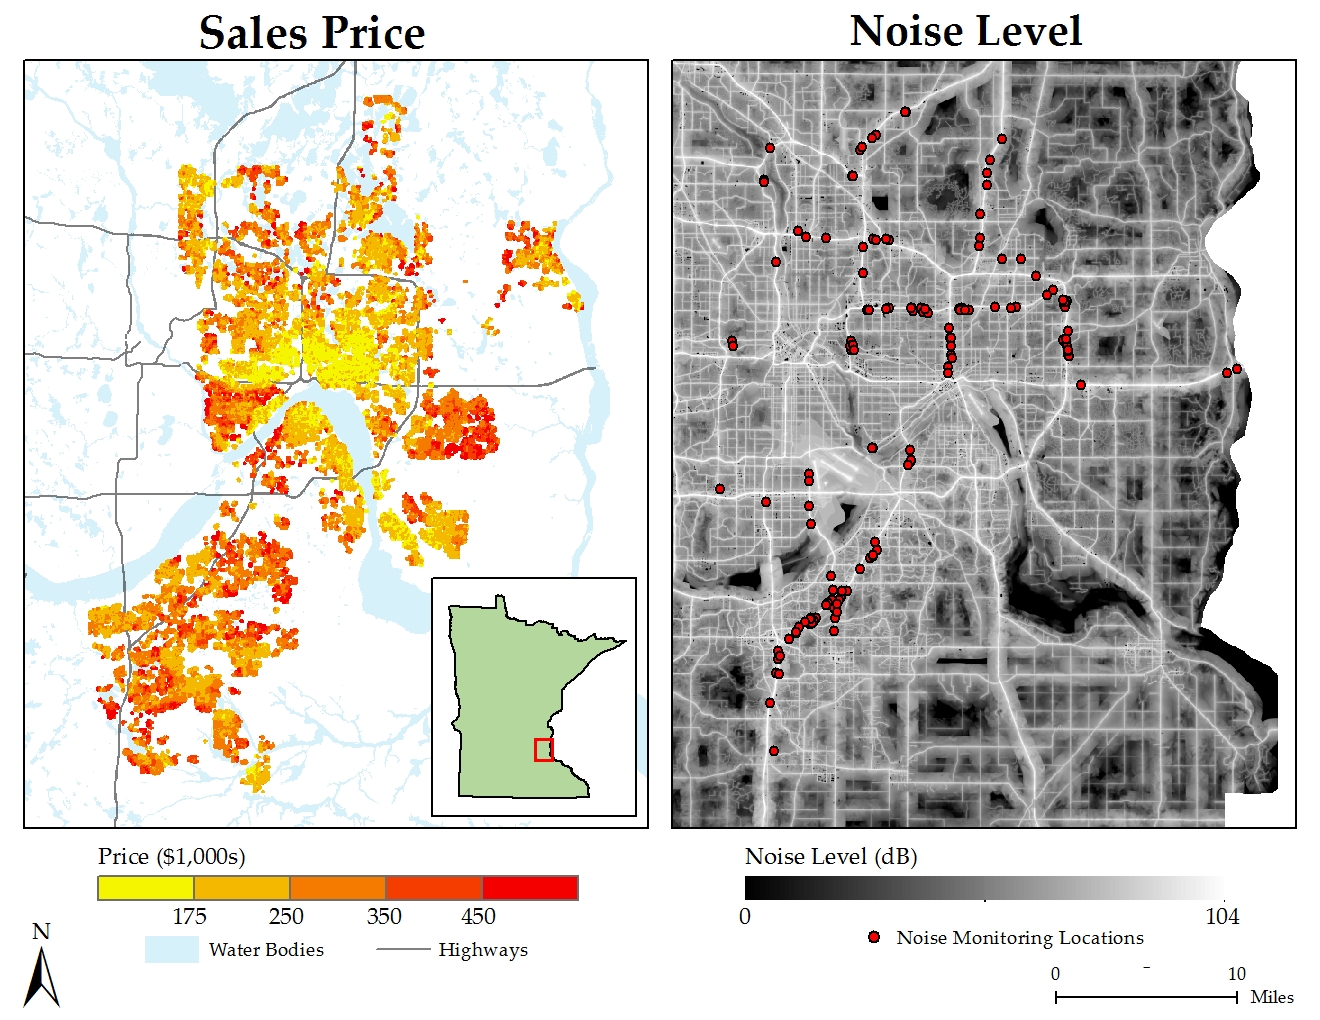 Sales Price
Noise Level
Price ($1,000s)
175 250 350 450
Water Bodies
Highways
N
Noise Level (dB)
0 104
Noise Monitoring Locations
0 10
Miles